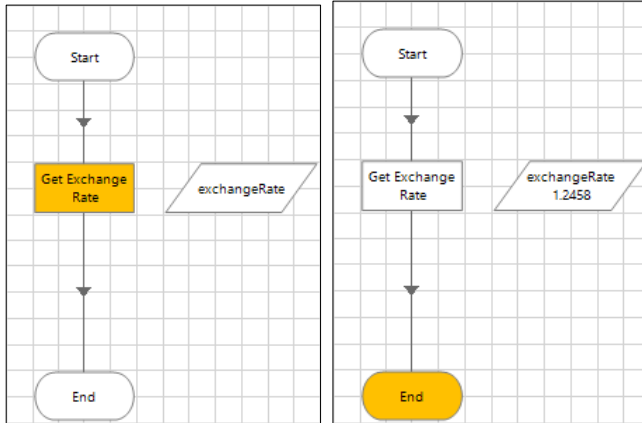 Start
Get Exchange
Rate
exchangeRate
End
Start
Get Exchange
Rate
exchangeRate
1.2458
End